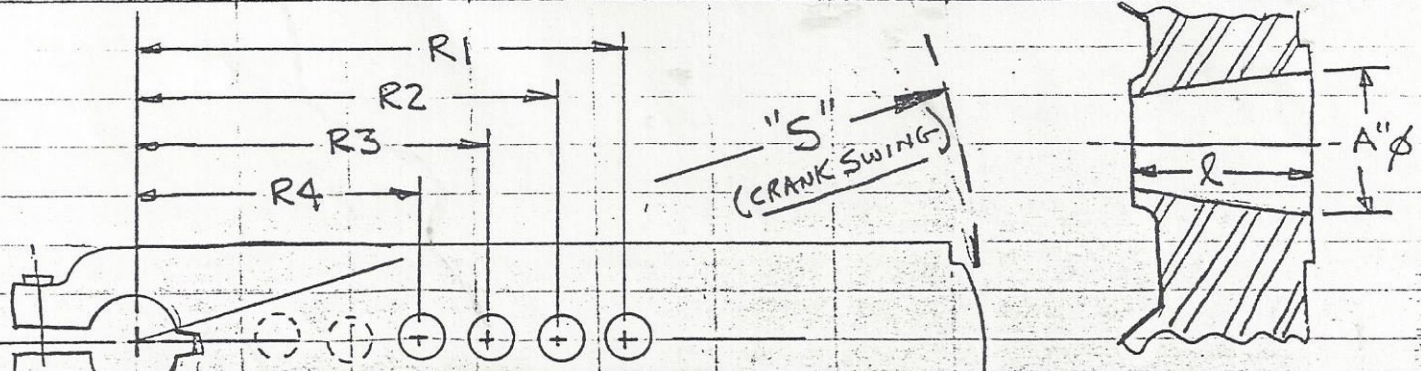 R1
R2
R3
R4
"S"
(CRANK SWING)
l
A"φ